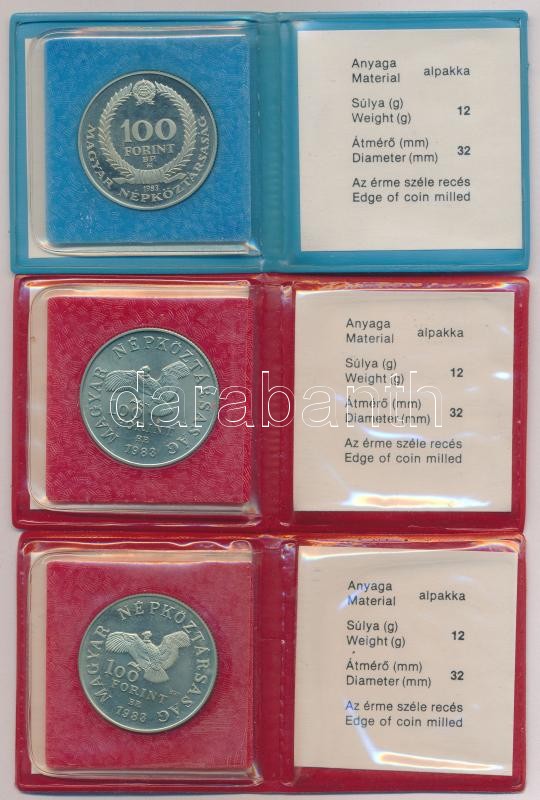 100
FORINT
BP.
1983
MAGYAR NÉPKÖZTÁRSASÁG
Anyaga
Material alpakka
Súlya (g)
Weight (g) 12
Átmérő (mm)
Diameter (mm) 32
Az érme széle recés
Edge of coin milled
MAGYAR NÉPKÖZTÁRSASÁG
BP.
1983
Anyaga
Material alpakka
Súlya (g)
Weight (g) 12
Átmérő (mm)
Diameter (mm) 32
Az érme széle recés
Edge of coin milled
darabanth
MAGYAR NÉPKÖZTÁRSASÁG
100
FORINT
BP.
1983
Anyaga
Material alpakka
Súlya (g)
Weight (g) 12
Átmérő (mm)
Diameter (mm) 32
Az érme széle recés
Edge of coin milled